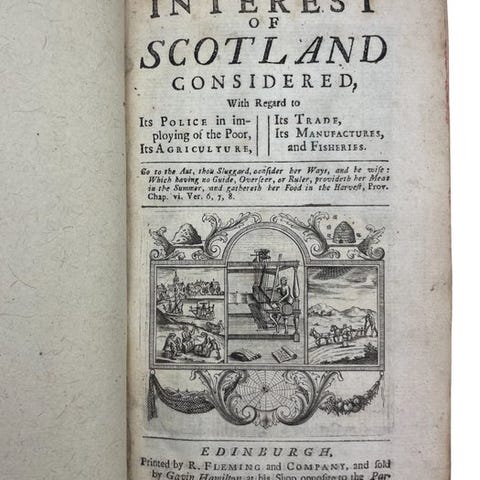 INTEREST
OF
SCOTLAND
CONSIDERED,
With Regard to
Its POLICE in im-
ploying of the Poor,
Its AGRICULTURE,
Its TRADE,
Its MANUFACTURES,
and FISHERIES.
Go to the Ant, thou Sluggard, consider her Ways, and be wise:
Which having no Guide, Overseer, or Ruler, provideth her Meat
in the Summer, and gathereth her Food in the Harvest, Prov.
Chap. vi. Ver. 6, 7, 8.
EDINBURGH,
Printed by R. FLEMING and COMPANY, and sold
by Gavin Hamilton at his Shop opposite to the Par-